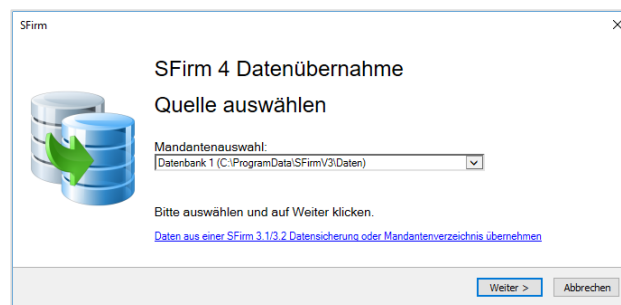 SFirm
SFirm 4 Datenübernahme
Quelle auswählen
Mandantenauswahl:
Datenbank 1 (C:\ProgramData\SFirmV3\Daten)
Bitte auswählen und auf Weiter klicken.
Daten aus einer SFirm 3.1/3.2 Datensicherung oder Mandantenverzeichnis übernehmen
Weiter > Abbrechen